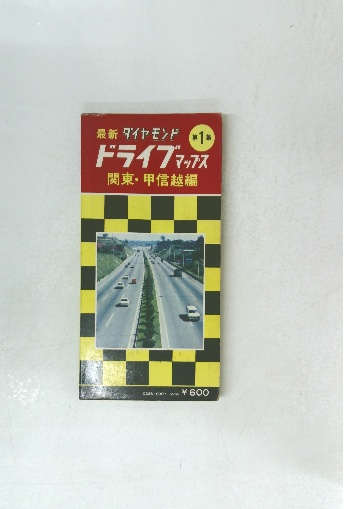 最新 ダイヤモンド
第1集
ドライブマップス
関東・甲信越編
¥600